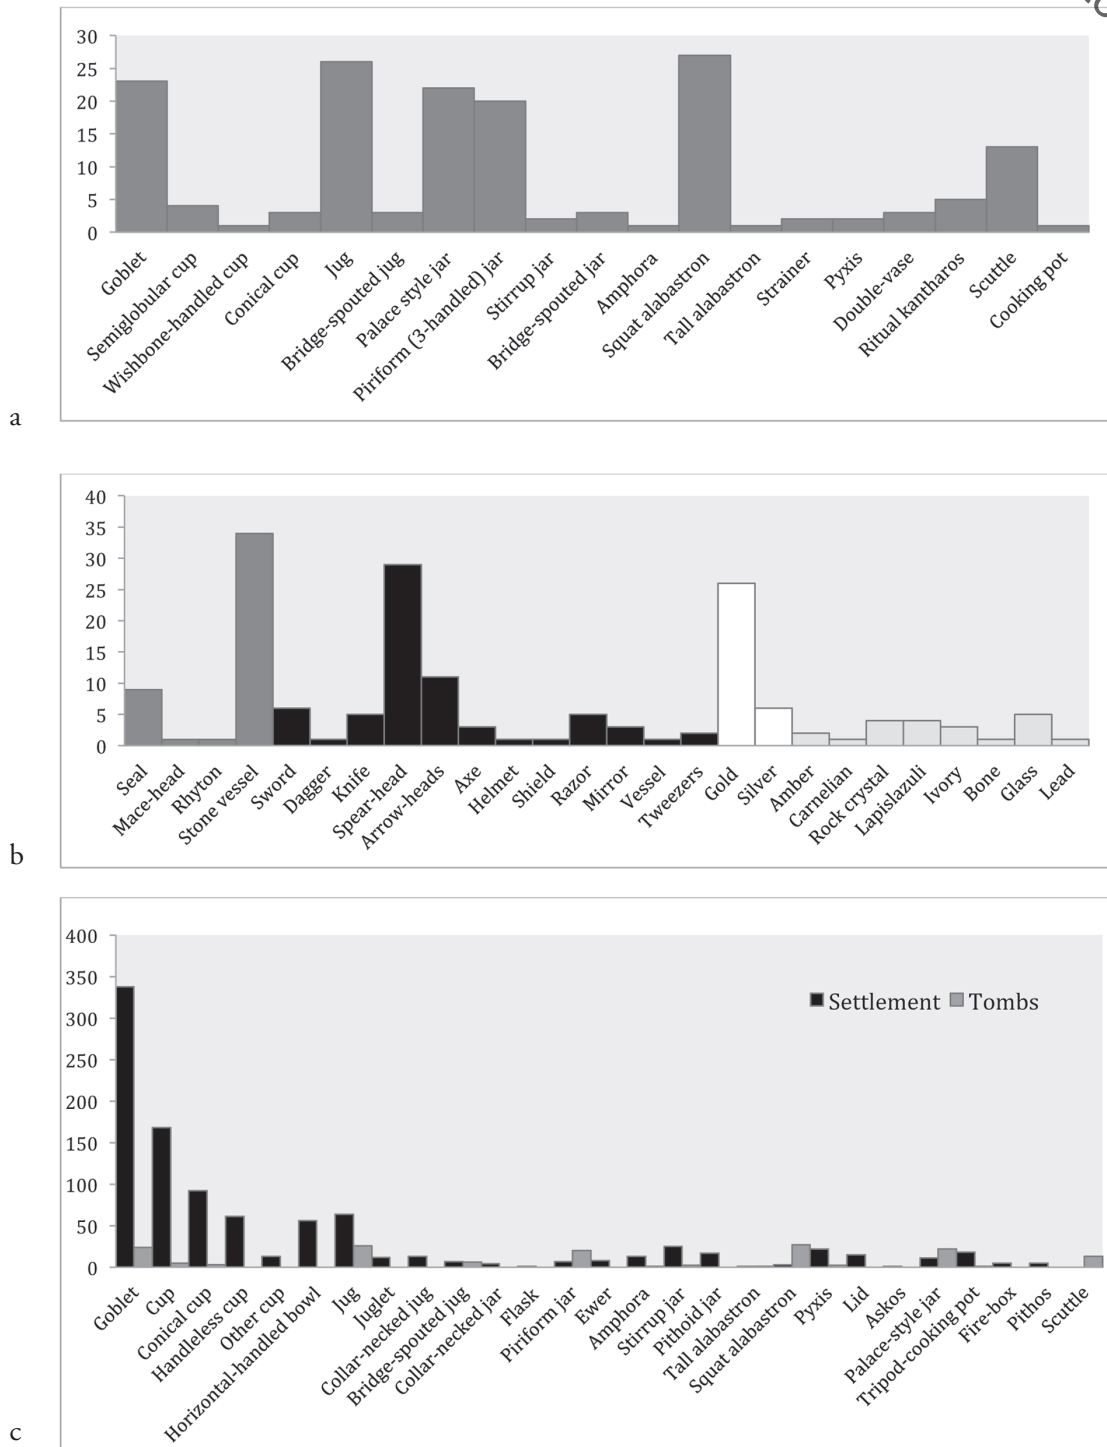 30
25
20
15
10
5
0
Goblet
Semiglobular cup
Wishbone-handled cup
Conical cup
Jug
Bridge-spouted jug
Palace style jar
Piriform (3-handled) jar
Stirrup jar
Bridge-spouted jar
Amphora
Squat alabastron
Tall alabastron
Strainer
Pyxis
Double-vase
Ritual kantharos
Scuttle
Cooking pot
a
40
35
30
25
20
15
10
5
0
Seal
Mace-head
Rhyton
Stone vessel
Sword
Dagger
Knife
Spear-head
Arrow-heads
Axe
Helmet
Shield
Razor
Mirror
Vessel
Tweezers
Gold
Silver
Amber
Carnelian
Rock crystal
Lapislazuli
Ivory
Bone
Glass
Lead
b
400
350
300
250
200
150
100
50
0
Settlement
Tombs
Goblet
Cup
Conical cup
Handleless cup
Other cup
Horizontal-handled bowl
Jug
Juglet
Collar-necked jug
Bridge-spouted jug
Collar-necked jar
Flask
Piriform jar
Ewer
Amphora
Stirrup jar
Pithoid jar
Tall alabastron
Squat alabastron
Pyxis
Lid
Askos
Palace-style jar
Tripod-cooking pot
Fire-box
Pithos
Scuttle
c